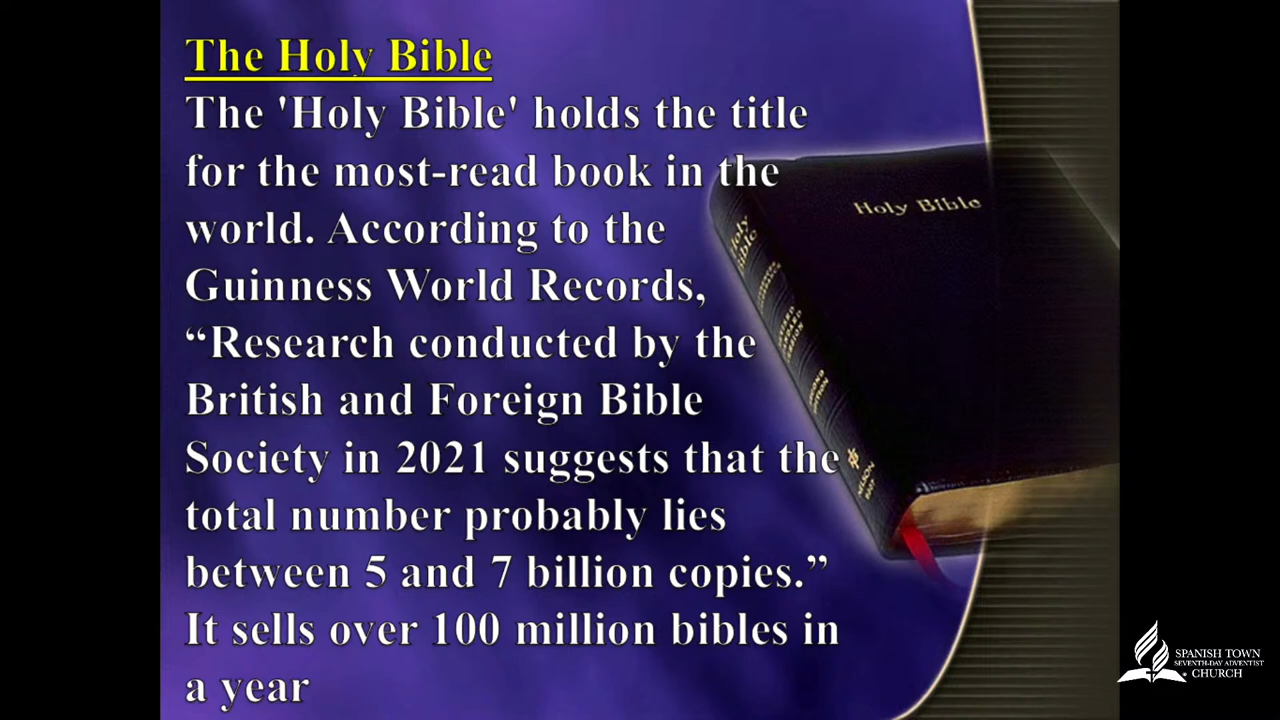 The Holy Bible
The 'Holy Bible' holds the title
for the most-read book in the
world. According to the
Guinness World Records,
“Research conducted by the
British and Foreign Bible
Society in 2021 suggests that the
total number probably lies
between 5 and 7 billion copies.”
It sells over 100 million bibles in
a year
Holy Bible
Holy
Bible
SPANISH TOWN
SEVENTH-DAY ADVENTIST
CHURCH